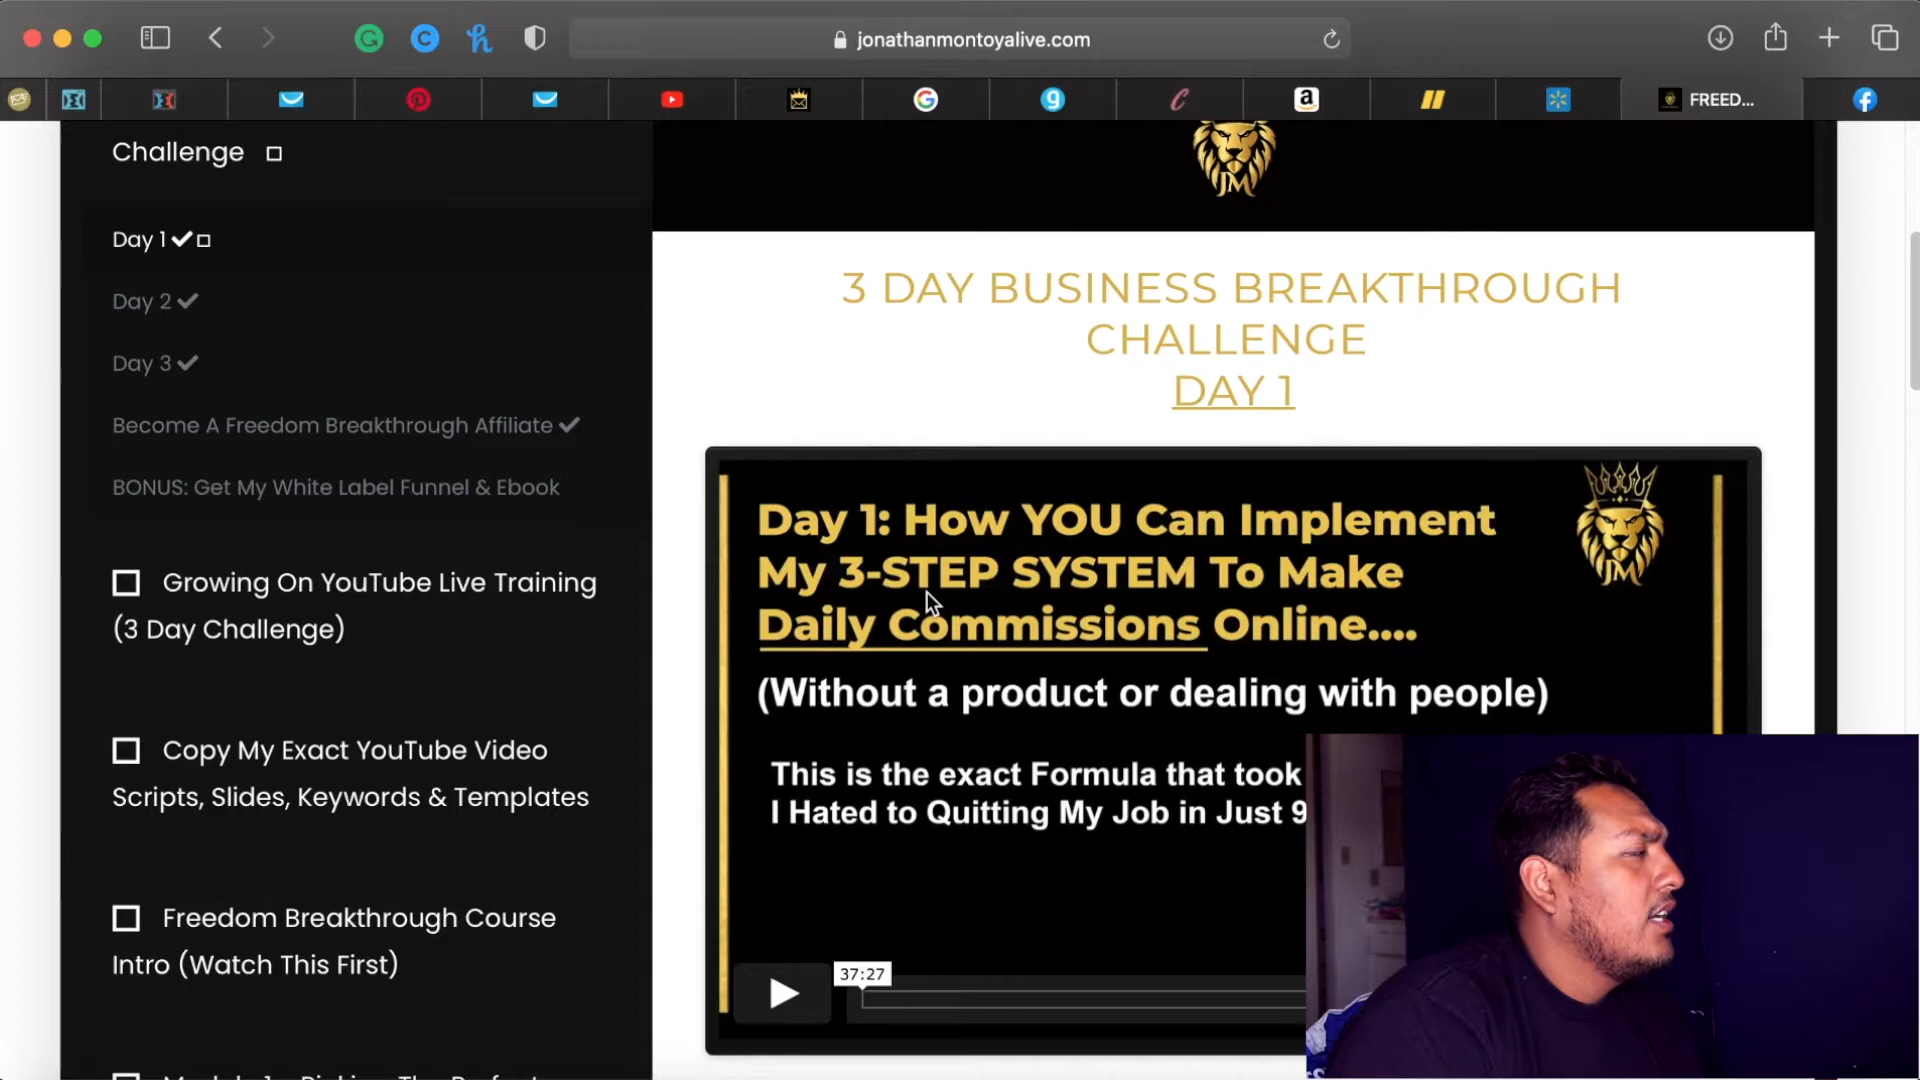 jonathanmontoyalive.com
FREED...
Challenge
Day 1
Day 2
Day 3
Become A Freedom Breakthrough Affiliate
BONUS: Get My White Label Funnel & Ebook
Growing On YouTube Live Training
(3 Day Challenge)
Copy My Exact YouTube Video
Scripts, Slides, Keywords & Templates
Freedom Breakthrough Course
Intro (Watch This First)
JM
3 DAY BUSINESS BREAKTHROUGH
CHALLENGE
DAY 1
Day 1: How YOU Can Implement
My 3-STEP SYSTEM To Make
Daily Commissions Online....
(Without a product or dealing with people)
This is the exact Formula that took
I Hated to Quitting My Job in Just 9
JM
37:27